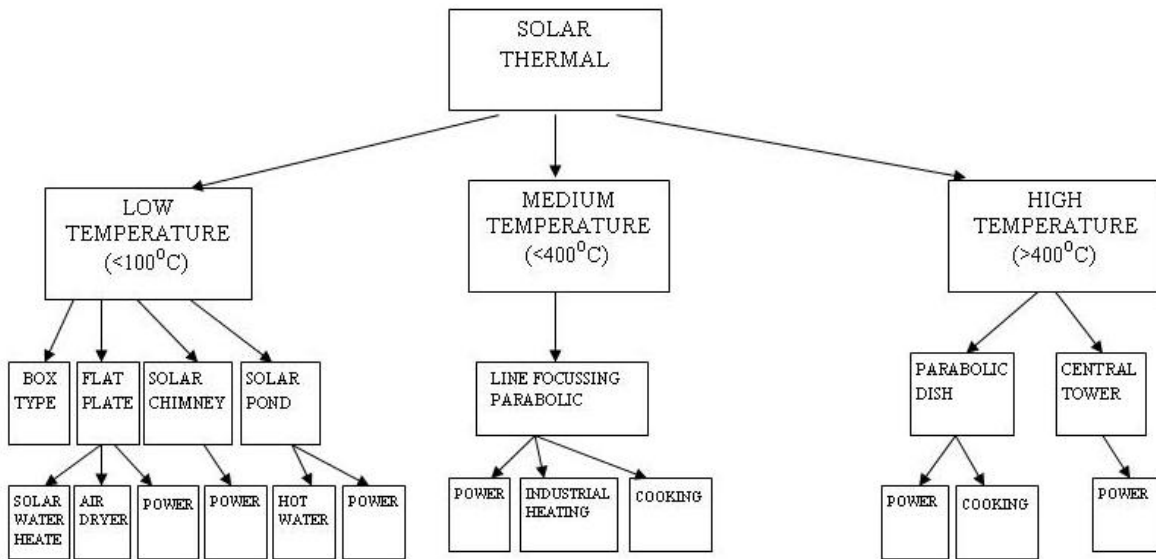 SOLAR
THERMAL
LOW
TEMPERATURE
(<100⁰C)
MEDIUM
TEMPERATURE
(<400⁰C)
HIGH
TEMPERATURE
(>400⁰C)
BOX
TYPE
FLAT
PLATE
SOLAR
CHIMNEY
SOLAR
POND
LINE FOCUSSING
PARABOLIC
PARABOLIC
DISH
CENTRAL
TOWER
SOLAR
WATER
HEATE
AIR
DRYER
POWER
POWER
HOT
WATER
POWER
POWER
INDUSTRIAL
HEATING
COOKING
POWER
COOKING
POWER